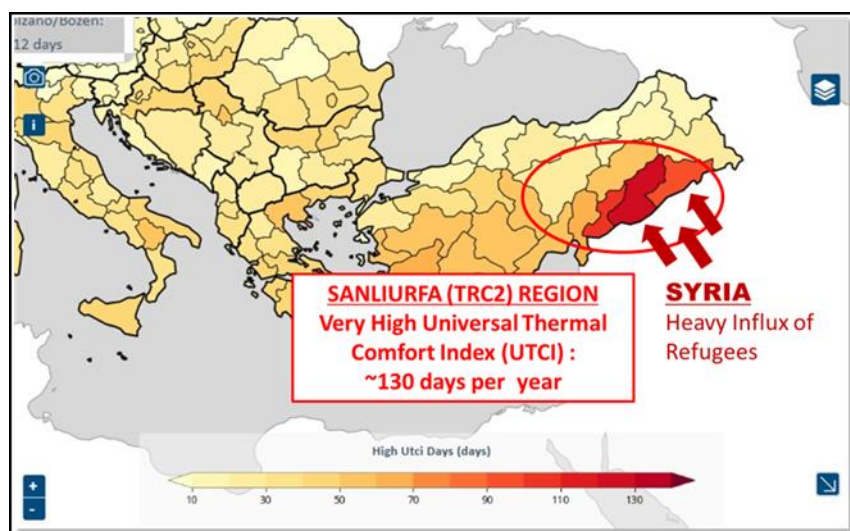 lzano/Bozen:
12 days
i
SANLIURFA (TRC2) REGION
Very High Universal Thermal
Comfort Index (UTCI) :
~130 days per year
SYRIA
Heavy Influx of
Refugees
High Utci Days (days)
10 30 50 70 90 110 130
+
-